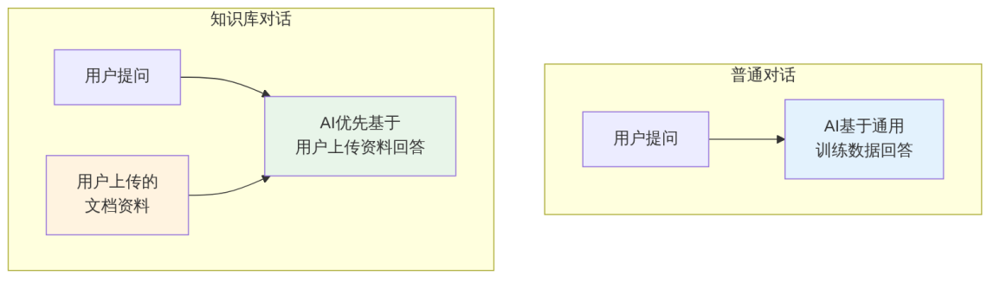 知识库对话
用户提问
AI优先基于
用户上传资料回答
用户上传的
文档资料
普通对话
用户提问
AI基于通用
训练数据回答